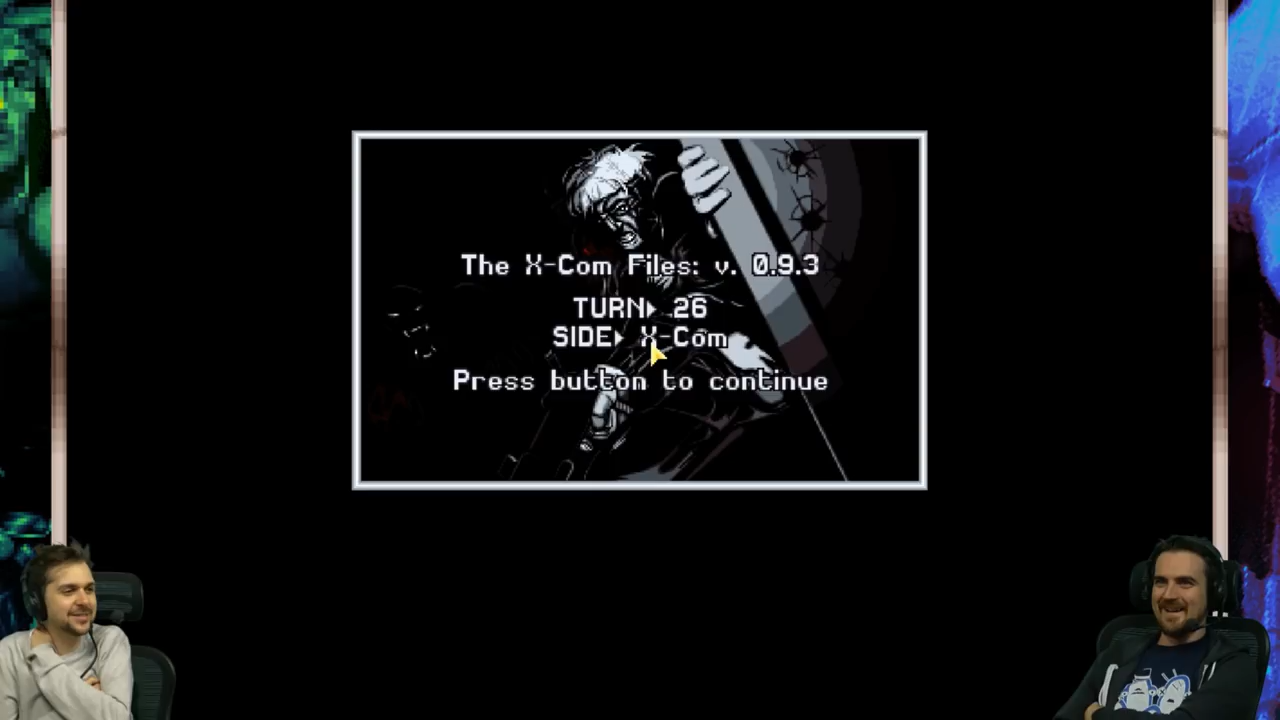 The X-Com Files: v. 0.9.3
TURN▸ 26
SIDE▸ X-Com
Press button to continue